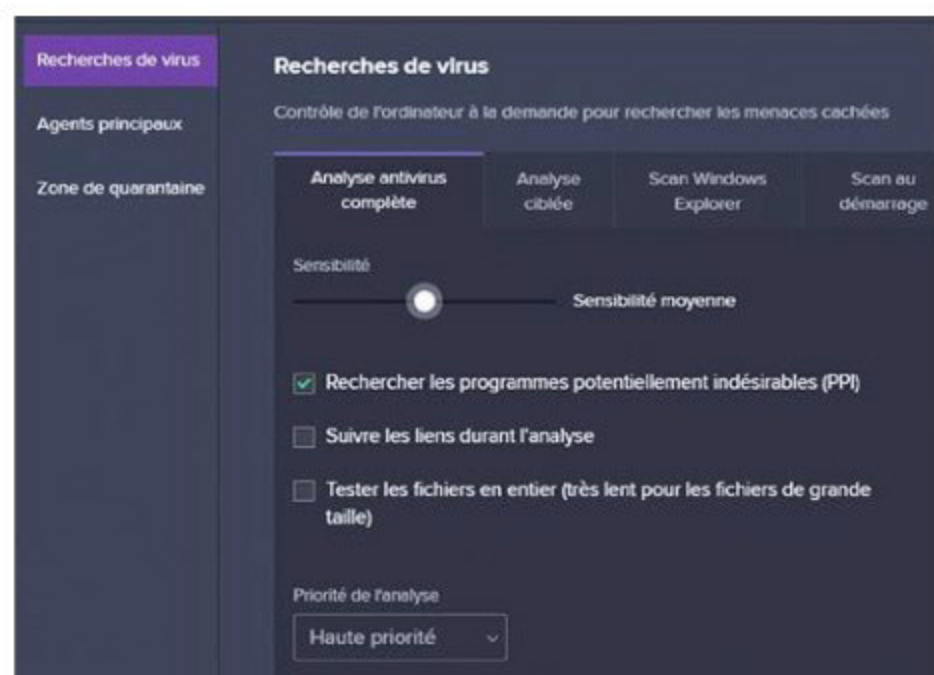 Recherches de virus
Agents principaux
Zone de quarantaine
Recherches de virus
Contrôle de l'ordinateur à la demande pour rechercher les menaces cachées
Analyse antivirus
complète
Analyse
ciblée
Scan Windows
Explorer
Scan au
démarrage
Sensibilité
Sensibilité moyenne
Rechercher les programmes potentiellement indésirables (PPI)
Suivre les liens durant l'analyse
Tester les fichiers en entier (très lent pour les fichiers de grande
taille)
Priorité de l'analyse
Haute priorité